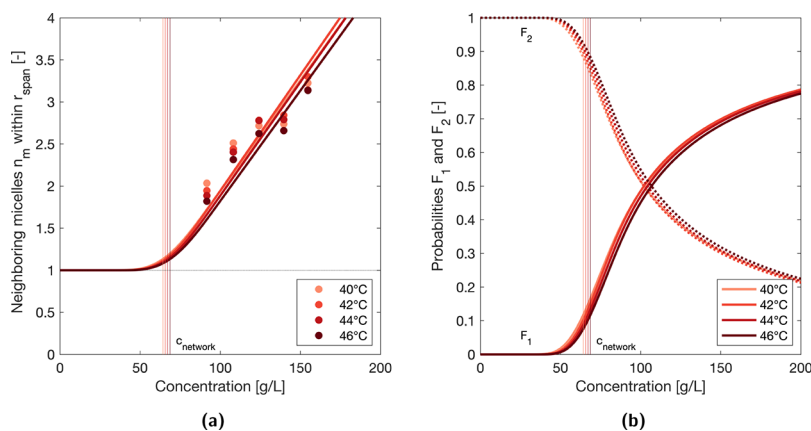 Neighboring micelles n_m within r_span [-]
4
3.5
3
2.5
2
1.5
1
0.5
0
0 50 100 150 200
40°C
42°C
44°C
46°C
c_network
Concentration [g/L]
(a)
Probabilities F_1 and F_2 [-]
1
0.9
0.8
0.7
0.6
0.5
0.4
0.3
0.2
0.1
0
0 50 100 150 200
F_2
F_1
40°C
42°C
44°C
46°C
c_network
Concentration [g/L]
(b)